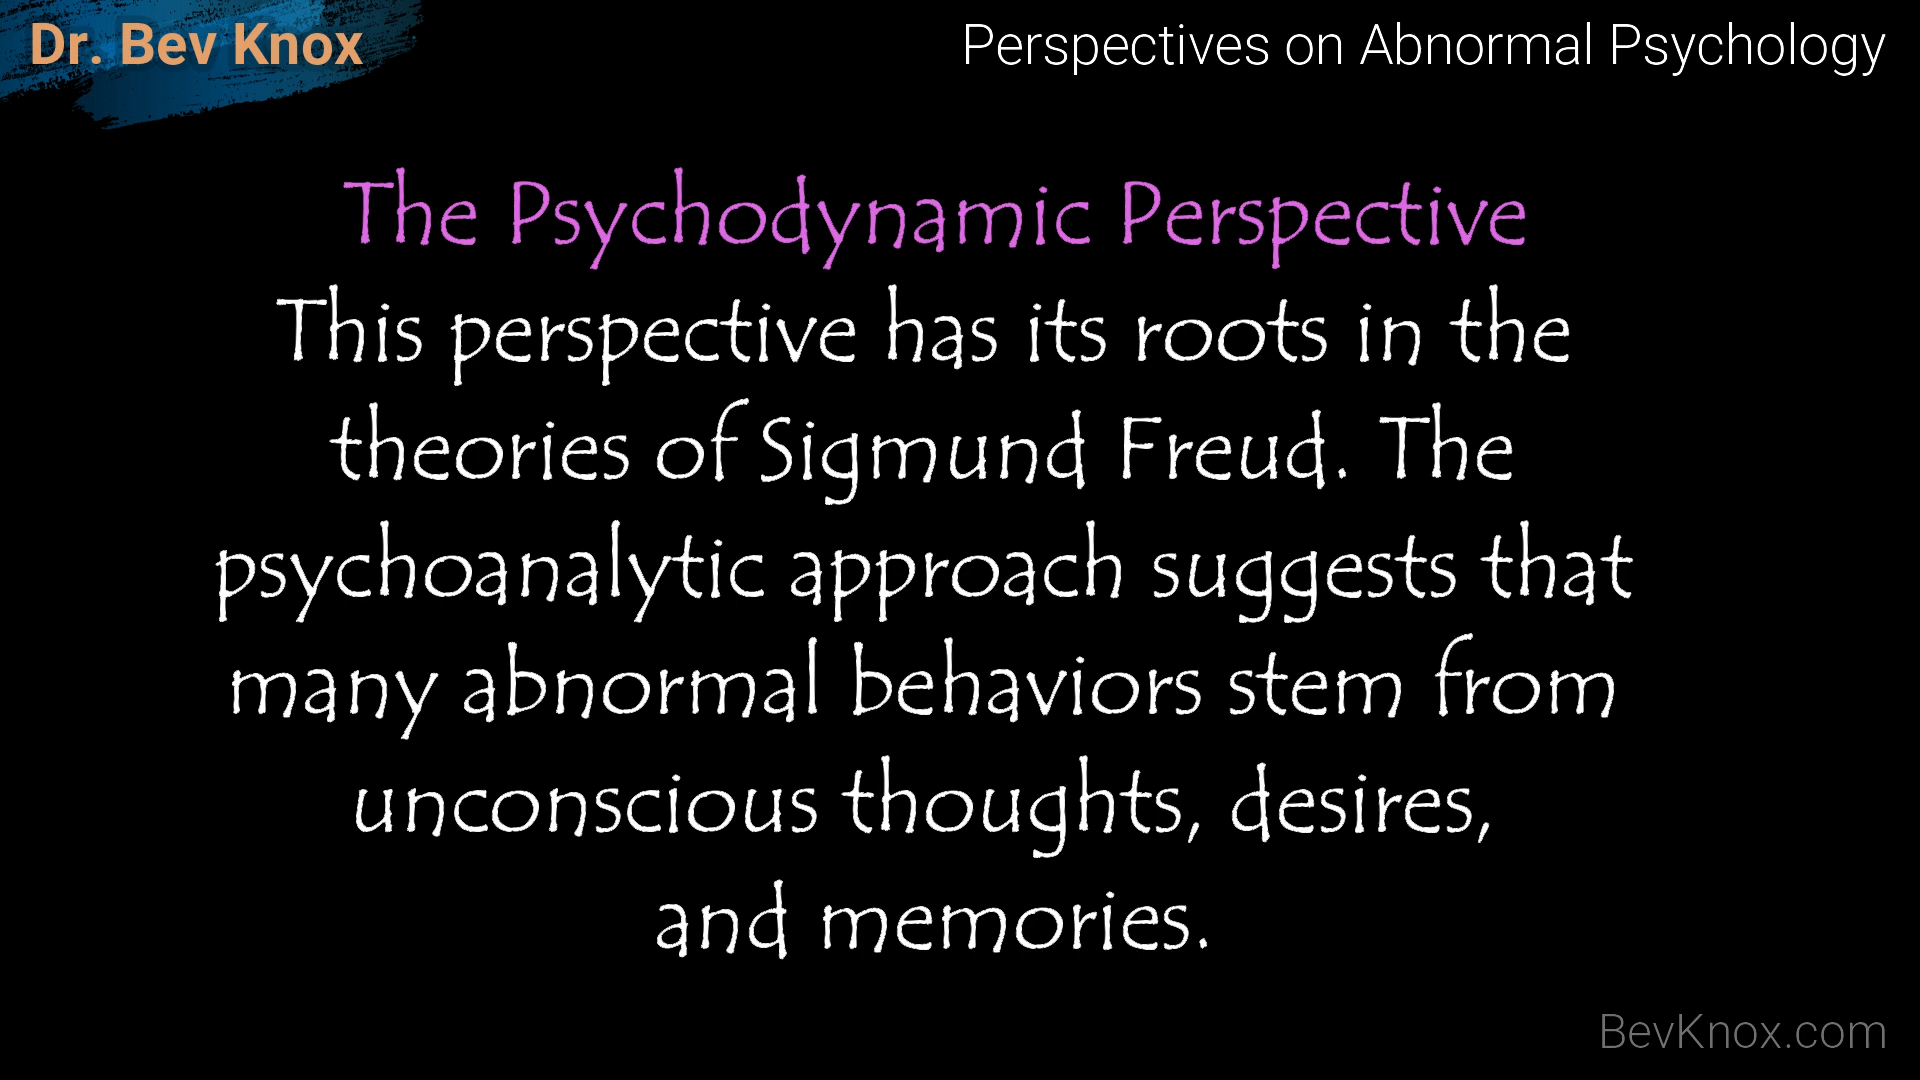 Dr. Bev Knox
Perspectives on Abnormal Psychology
The Psychodynamic Perspective
This perspective has its roots in the
theories of Sigmund Freud. The
psychoanalytic approach suggests that
many abnormal behaviors stem from
unconscious thoughts, desires,
and memories.
BevKnox.com